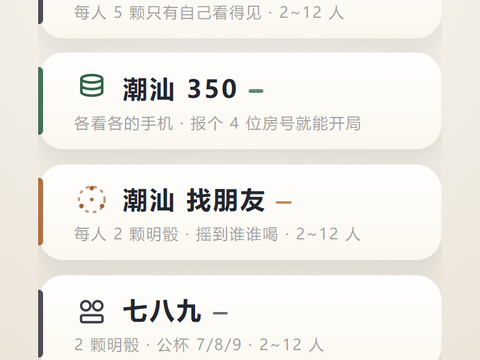 每人 5 颗只有自己看得见 · 2~12 人
潮汕 350
各看各的手机 · 报个 4 位房号就能开局
潮汕 找朋友
每人 2 颗明骰 · 摇到谁谁喝 · 2~12 人
七八九
2 颗明骰 · 公杯 7/8/9 · 2~12 人